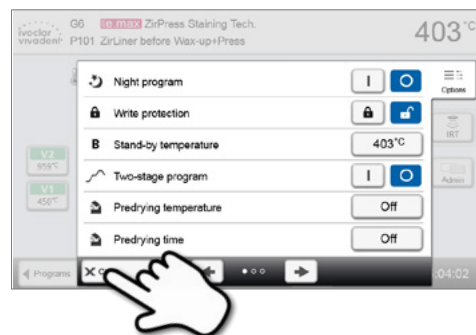 ivoclar
vivadent
G6 IPS e.max ZirPress Staining Tech.
P101 ZirLiner before Wax-up+Press
403°C
Night program
I O
Options
Write protection
IRT
B Stand-by temperature
403°C
V2
959°C
Two-stage program
I O
Admin
V1
450°C
Predrying temperature
Off
Predrying time
Off
Programs
:04:02